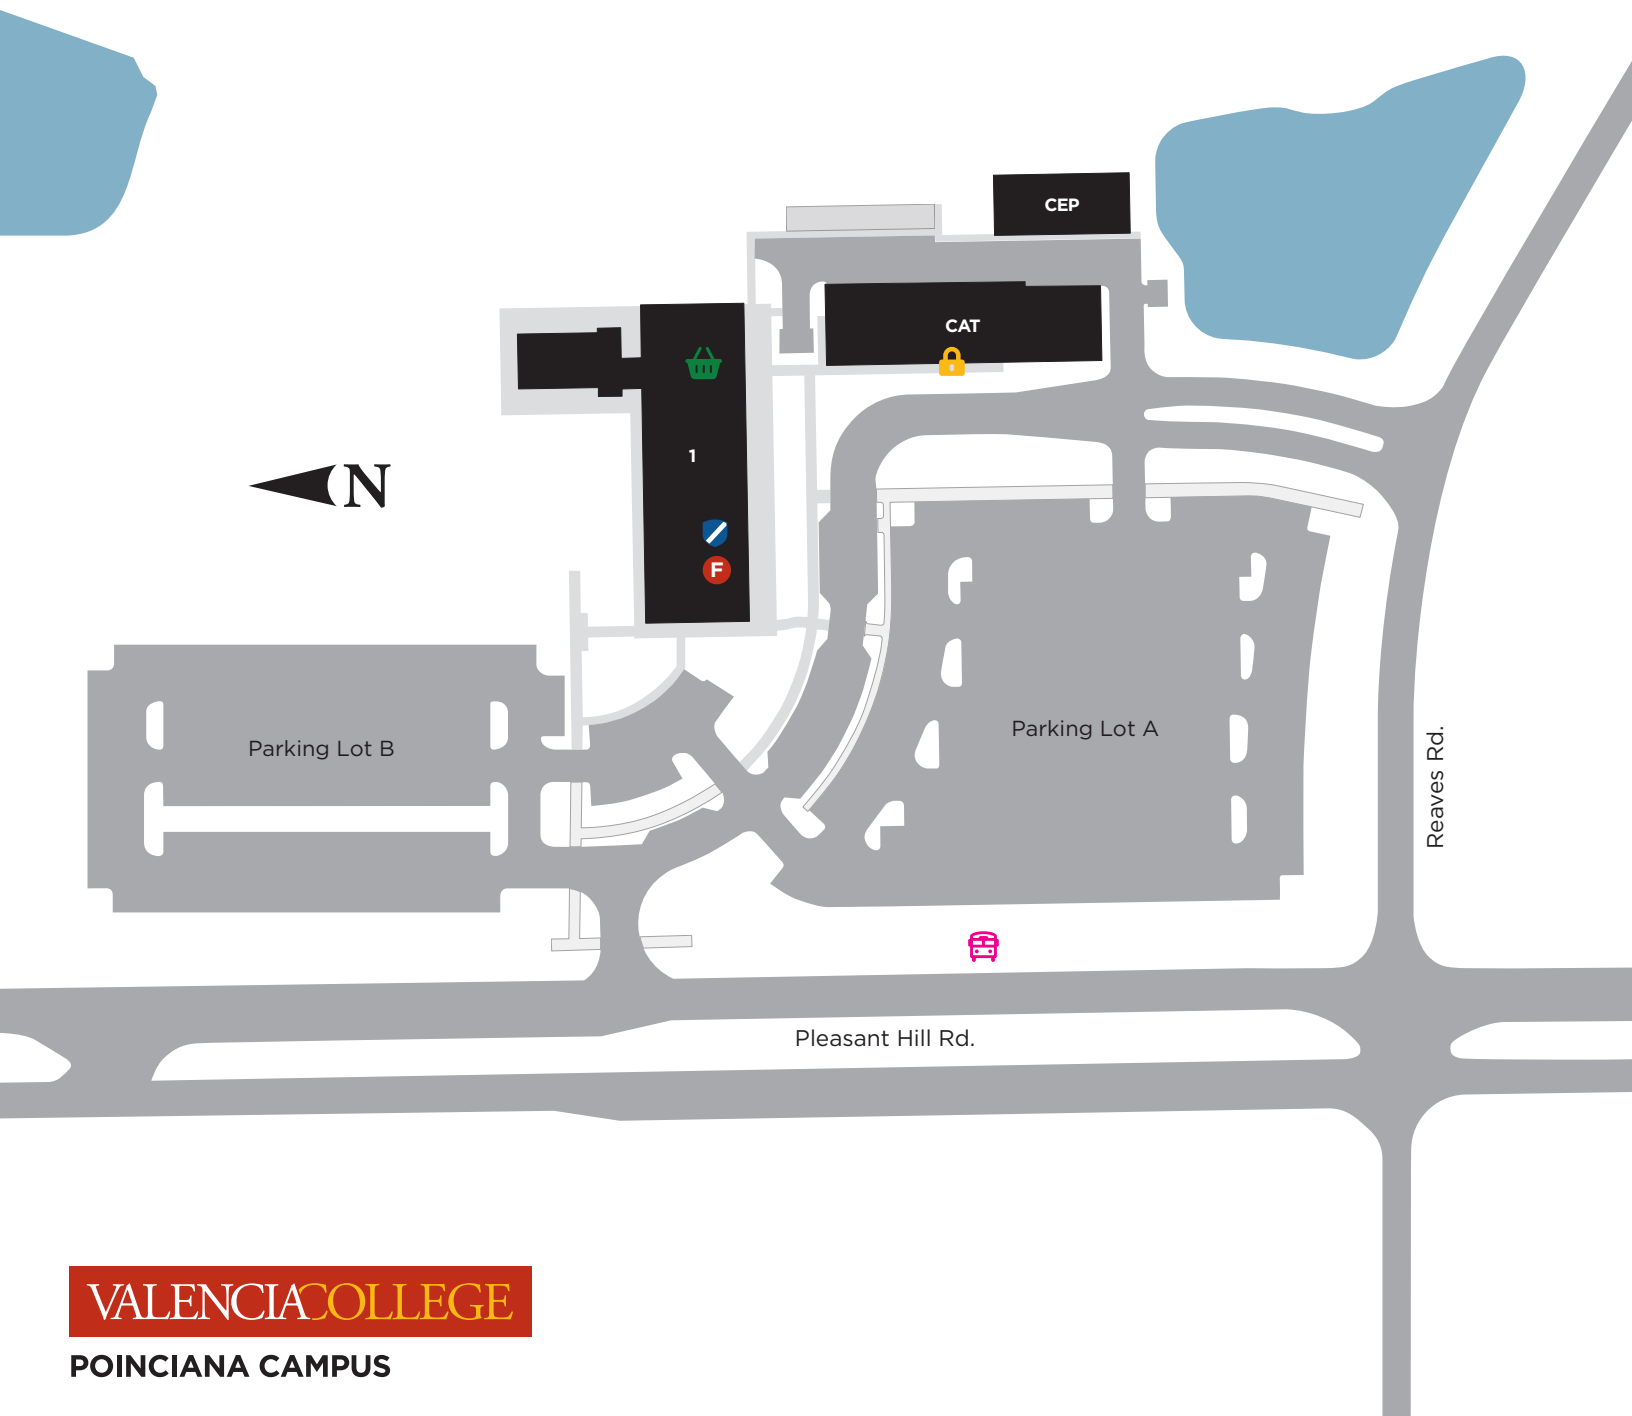 CEP
CAT
1
N
F
Parking Lot A
Parking Lot B
Reaves Rd.
Pleasant Hill Rd.
VALENCIACOLLEGE
POINCIANA CAMPUS